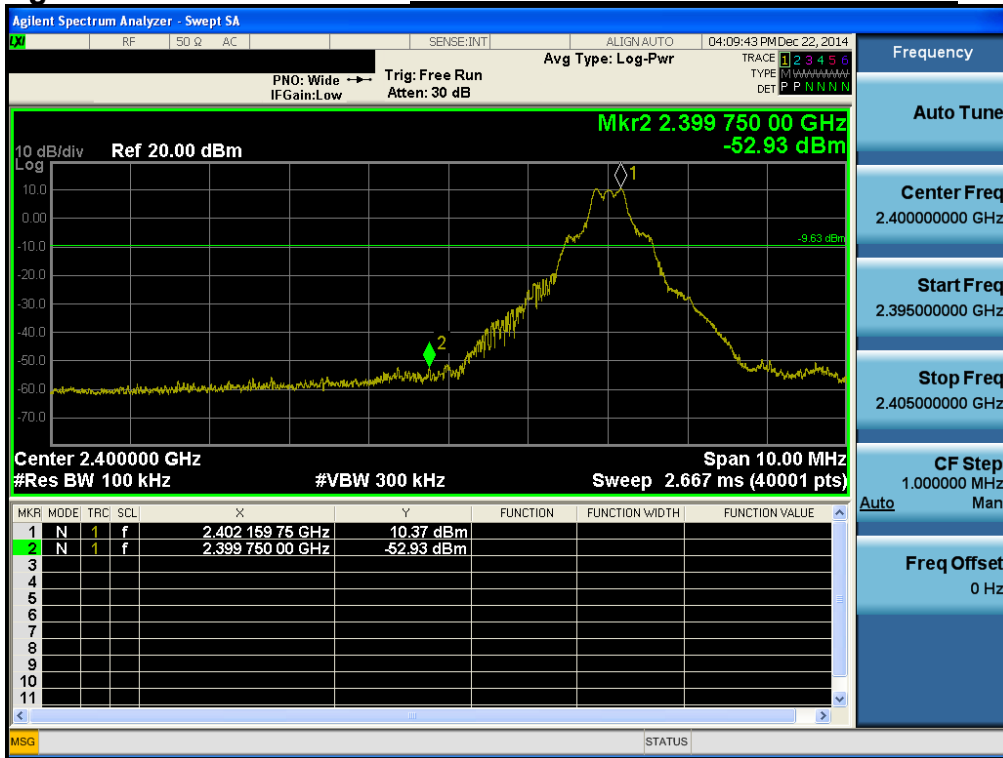 Agilent Spectrum Analyzer - Swept SA
LXI RF 50 Ω AC SENSE:INT ALIGN AUTO 04:09:43 PM Dec 22, 2014
Avg Type: Log-Pwr TRACE 1 2 3 4 5 6
PNO: Wide Trig: Free Run TYPE M
IFGain:Low Atten: 30 dB DET P P N N N N
Mkr2 2.399 750 00 GHz
10 dB/div Ref 20.00 dBm -52.93 dBm
Log
1
10.0
0.00
-9.63 dBm
-10.0
-20.0
-30.0
-40.0
2
-50.0
-60.0
-70.0
Center 2.400000 GHz Span 10.00 MHz
#Res BW 100 kHz #VBW 300 kHz Sweep 2.667 ms (40001 pts)
MKR MODE TRC SCL X Y FUNCTION FUNCTION WIDTH FUNCTION VALUE
1 N 1 f 2.402 159 75 GHz 10.37 dBm
2 N 1 f 2.399 750 00 GHz -52.93 dBm
3
4
5
6
7
8
9
10
11
MSG STATUS
Frequency
Auto Tune
Center Freq
2.400000000 GHz
Start Freq
2.395000000 GHz
Stop Freq
2.405000000 GHz
CF Step
1.000000 MHz
Auto Man
Freq Offset
0 Hz